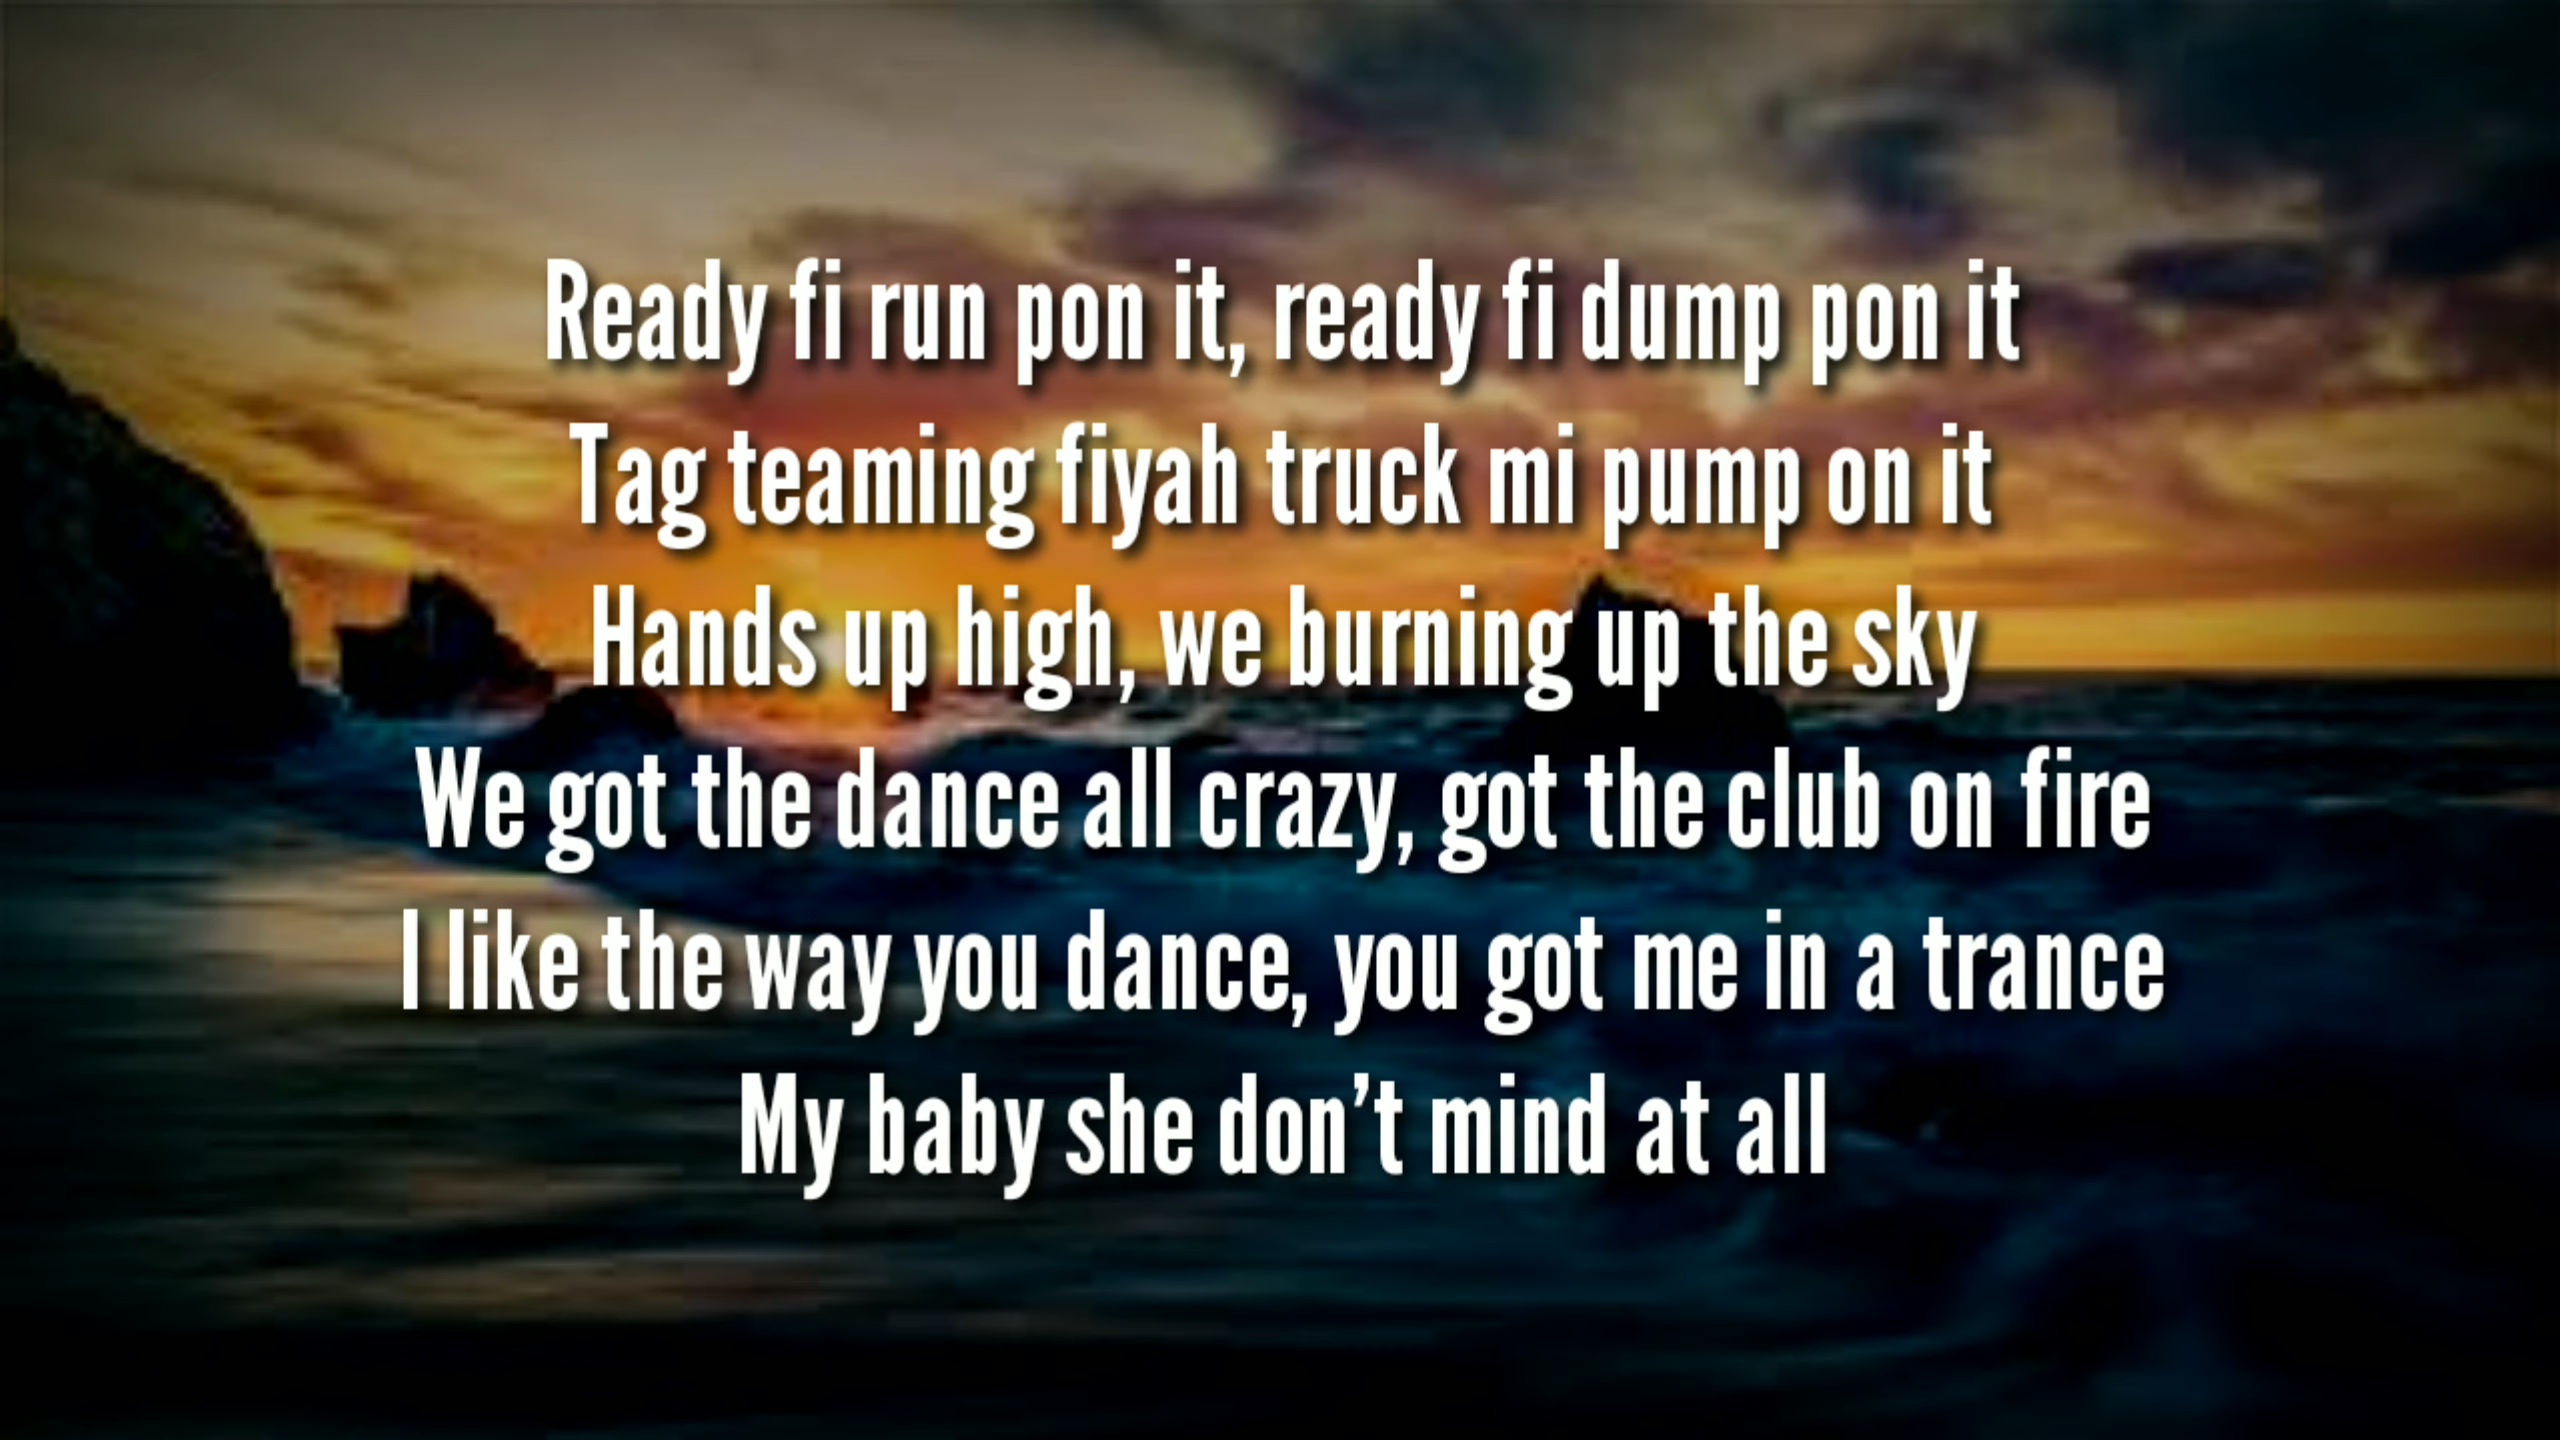 Ready fi run pon it, ready fi dump pon it
Tag teaming fiyah truck mi pump on it
Hands up high, we burning up the sky
We got the dance all crazy, got the club on fire
I like the way you dance, you got me in a trance
My baby she don’t mind at all